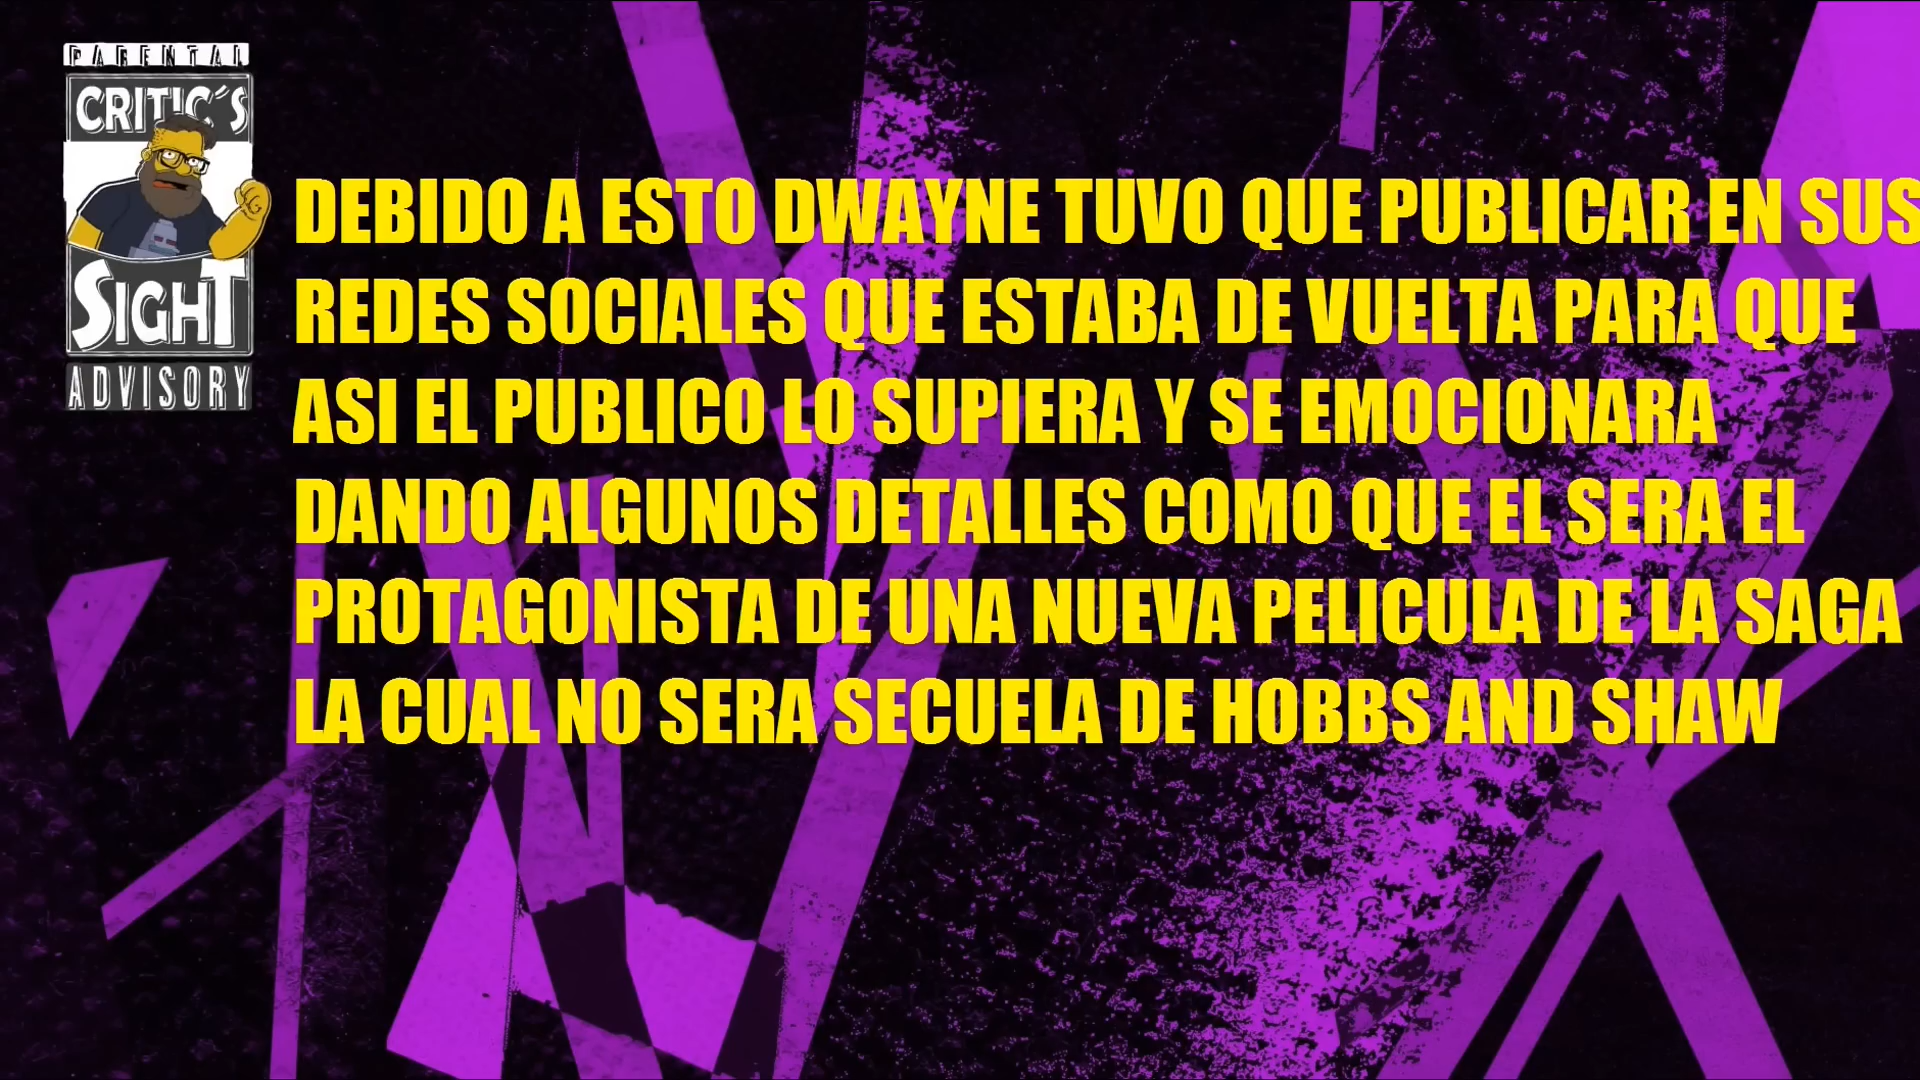 PARENTAL
CRITIC´S
SIGHT
ADVISORY
DEBIDO A ESTO DWAYNE TUVO QUE PUBLICAR EN SUS
REDES SOCIALES QUE ESTABA DE VUELTA PARA QUE
ASI EL PUBLICO LO SUPIERA Y SE EMOCIONARA
DANDO ALGUNOS DETALLES COMO QUE EL SERA EL
PROTAGONISTA DE UNA NUEVA PELICULA DE LA SAGA
LA CUAL NO SERA SECUELA DE HOBBS AND SHAW